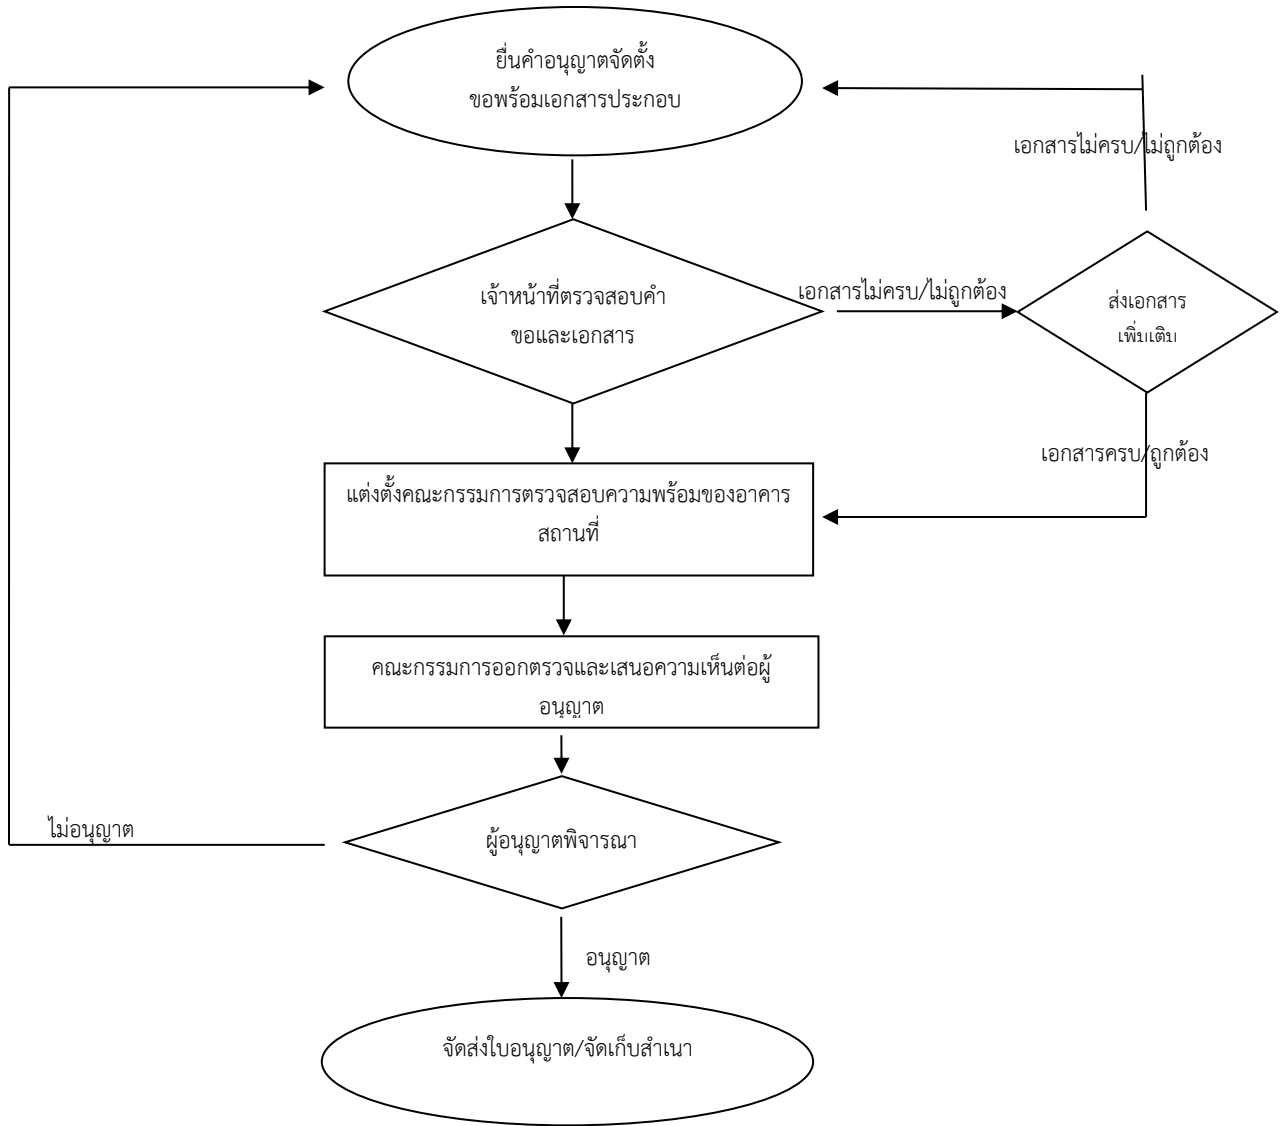 ยื่นคำอนุญาตจัดตั้ง
ขอพร้อมเอกสารประกอบ
เอกสารไม่ครบ/ไม่ถูกต้อง
เจ้าหน้าที่ตรวจสอบคำ
ขอและเอกสาร
เอกสารไม่ครบ/ไม่ถูกต้อง
ส่งเอกสาร
เพิ่มเติม
เอกสารครบ/ถูกต้อง
แต่งตั้งคณะกรรมการตรวจสอบความพร้อมของอาคาร
สถานที่
คณะกรรมการออกตรวจและเสนอความเห็นต่อผู้
อนุญาต
ไม่อนุญาต
ผู้อนุญาตพิจารณา
อนุญาต
จัดส่งใบอนุญาต/จัดเก็บสำเนา